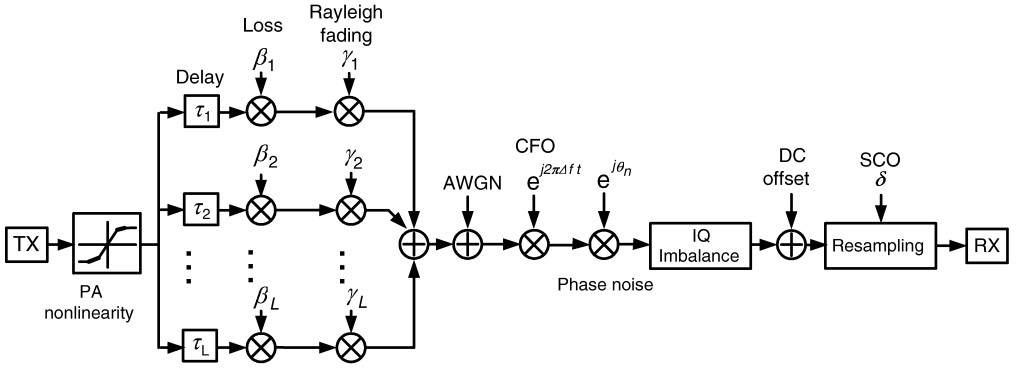 Loss
Rayleigh
fading
Delay
β1
γ1
τ1
β2
γ2
τ2
βL
γL
τL
TX
PA
nonlinearity
AWGN
CFO
e^{j2πΔf t}
e^{jθn}
Phase noise
IQ
Imbalance
DC
offset
SCO
δ
Resampling
RX